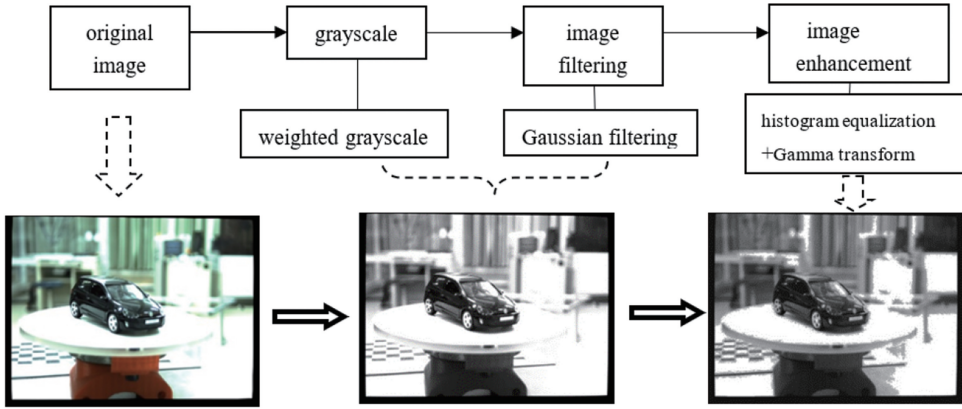 original
image
grayscale
image
filtering
image
enhancement
weighted grayscale
Gaussian filtering
histogram equalization
+Gamma transform